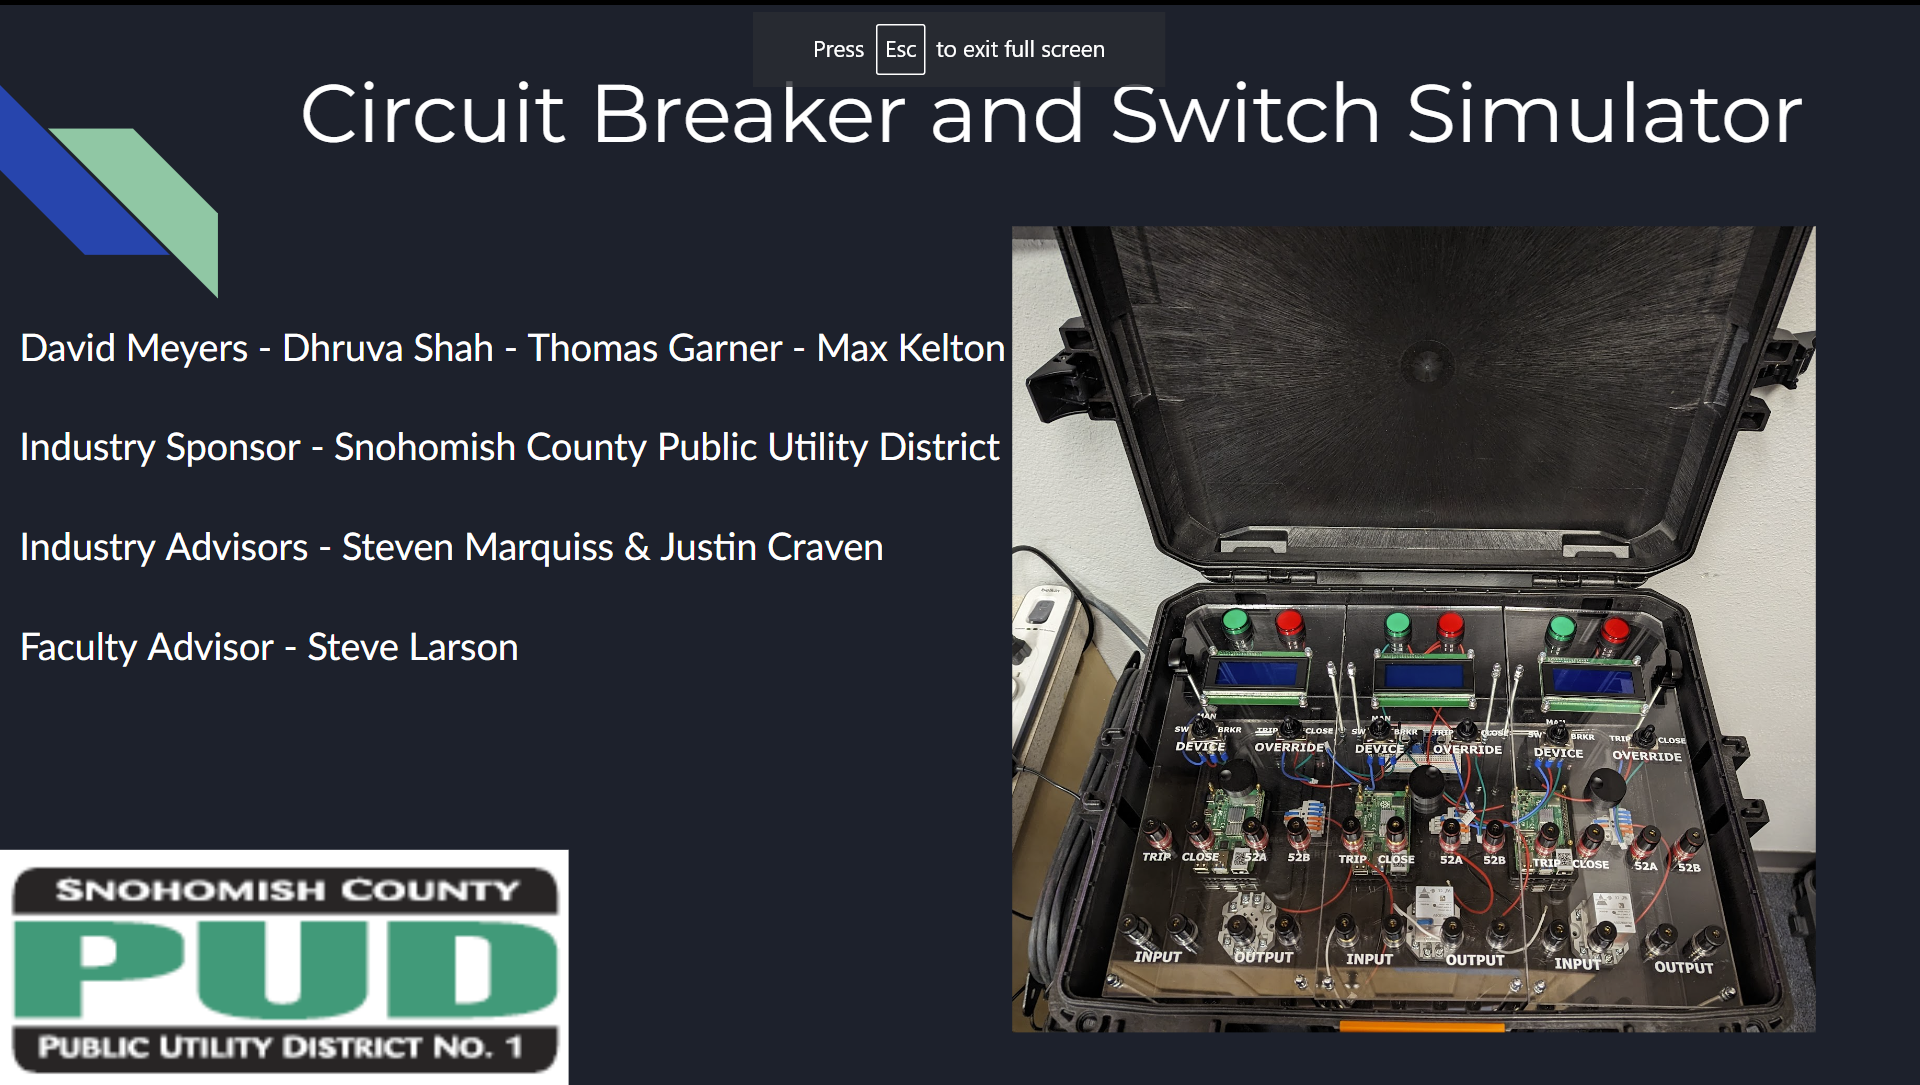 Press Esc to exit full screen
Circuit Breaker and Switch Simulator
David Meyers - Dhruva Shah - Thomas Garner - Max Kelton
Industry Sponsor - Snohomish County Public Utility District
Industry Advisors - Steven Marquiss & Justin Craven
Faculty Advisor - Steve Larson
SNOHOMISH COUNTY
PUD
PUBLIC UTILITY DISTRICT NO. 1
MAN MAN MAN
SW BRKR TRIP CLOSE SW BRKR TRIP CLOSE SW BRKR TRIP CLOSE
DEVICE OVERRIDE DEVICE OVERRIDE DEVICE OVERRIDE
TRIP CLOSE 52A 52B TRIP CLOSE 52A 52B TRIP CLOSE 52A 52B
INPUT OUTPUT INPUT OUTPUT INPUT OUTPUT